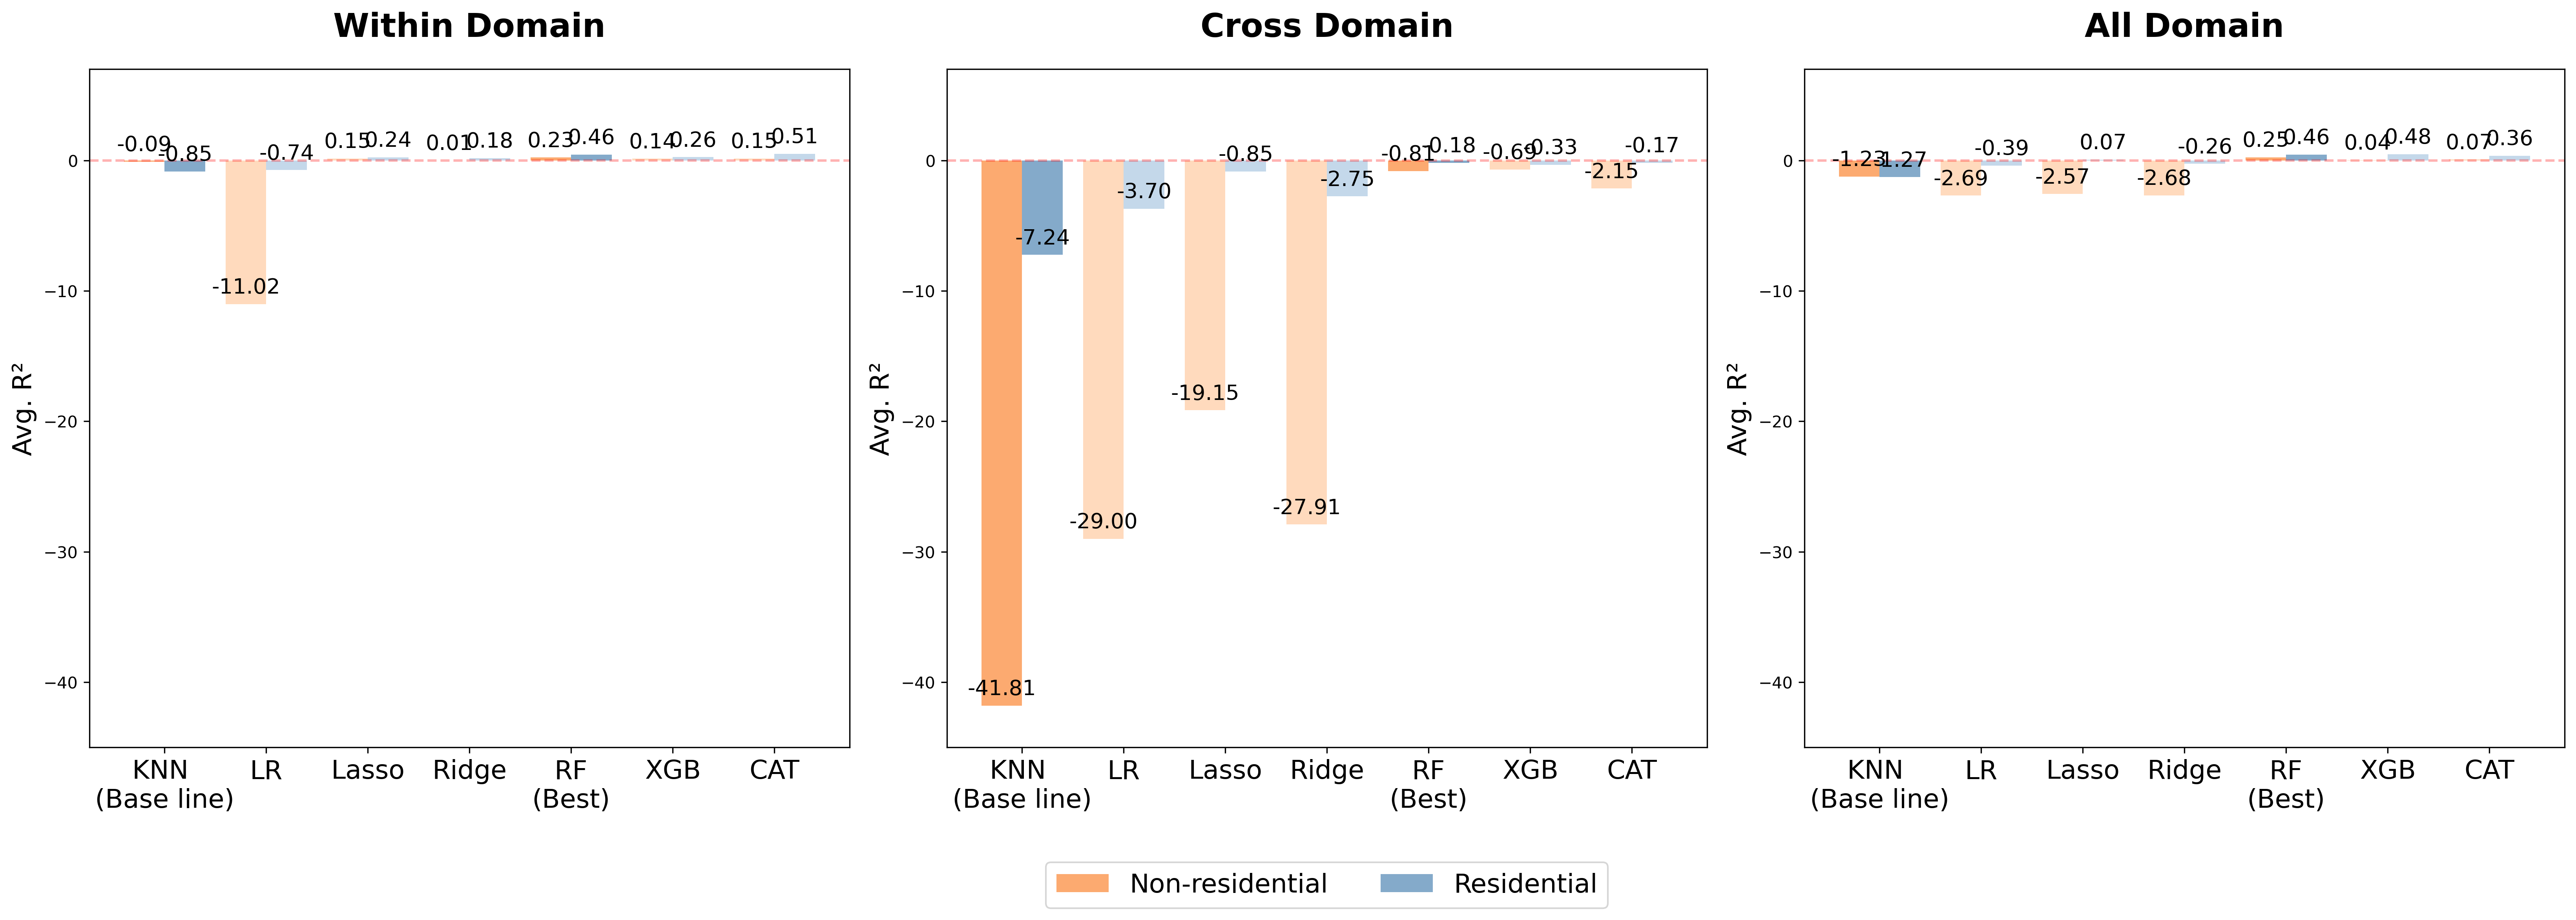 Within Domain
Avg. R²
0
−10
−20
−30
−40
-0.09
-0.85
-11.02
-0.74
0.15
0.24
0.01
0.18
0.23
0.46
0.14
0.26
0.15
0.51
KNN
(Base line)
LR
Lasso
Ridge
RF
(Best)
XGB
CAT
Cross Domain
Avg. R²
0
−10
−20
−30
−40
-41.81
-7.24
-29.00
-3.70
-19.15
-0.85
-27.91
-2.75
-0.81
-0.18
-0.69
-0.33
-2.15
-0.17
KNN
(Base line)
LR
Lasso
Ridge
RF
(Best)
XGB
CAT
All Domain
Avg. R²
0
−10
−20
−30
−40
-1.23
-1.27
-2.69
-0.39
-2.57
0.07
-2.68
-0.26
0.25
0.46
0.04
0.48
0.07
0.36
KNN
(Base line)
LR
Lasso
Ridge
RF
(Best)
XGB
CAT
Non-residential
Residential